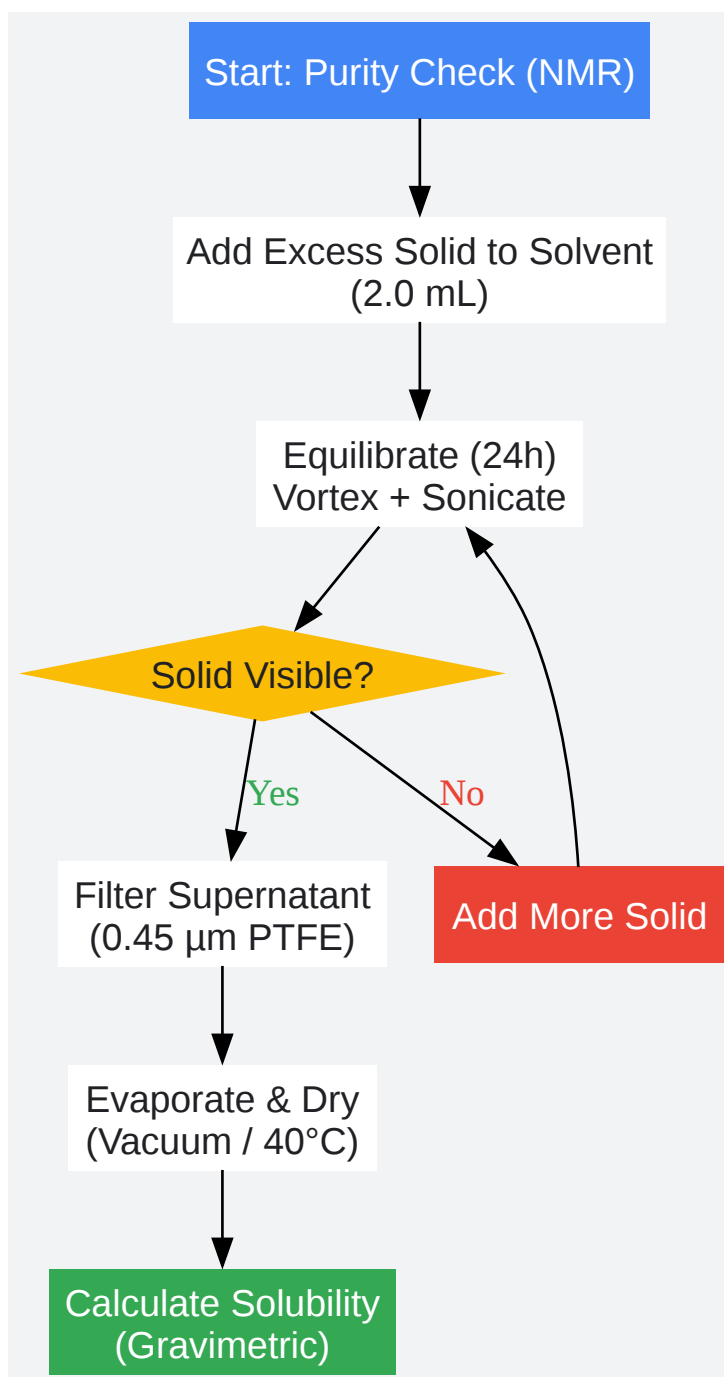 Start: Purity Check (NMR)
Add Excess Solid to Solvent
(2.0 mL)
Equilibrate (24h)
Vortex + Sonicate
Solid Visible?
Yes
No
Filter Supernatant
(0.45 µm PTFE)
Add More Solid
Evaporate & Dry
(Vacuum / 40°C)
Calculate Solubility
(Gravimetric)